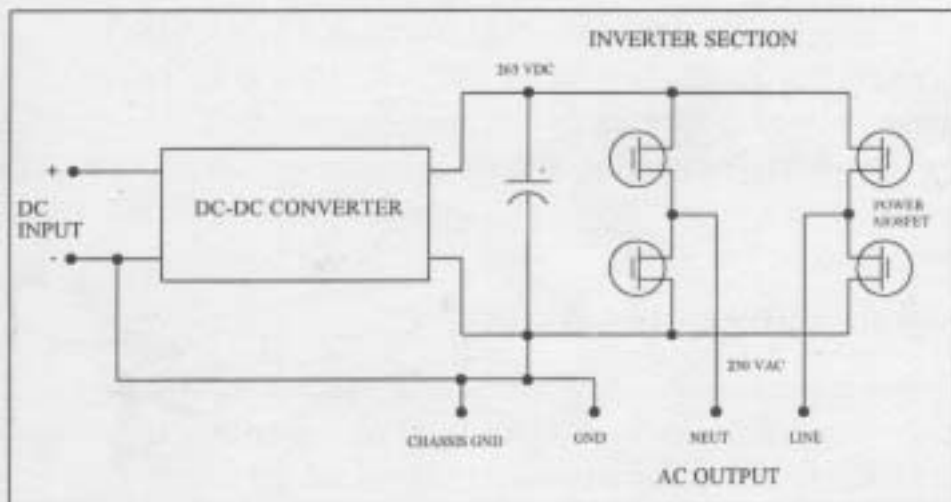 INVERTER SECTION
265 VDC
+
DC
INPUT
-
DC-DC CONVERTER
+
POWER
MOSFET
230 VAC
CHASSIS GND
GND
NEUT
LINE
AC OUTPUT